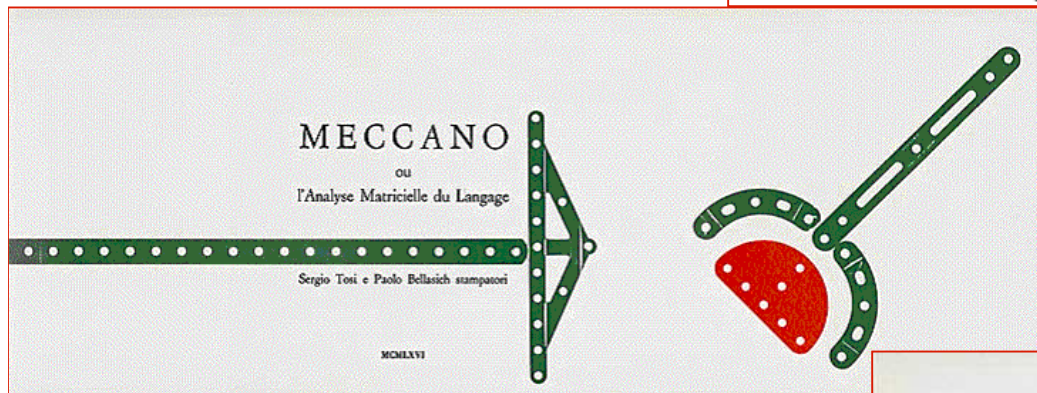 MECCANO
ou
l'Analyse Matricielle du Langage
Sergio Tosi e Paolo Bellasich stampatori
MCMLXVI